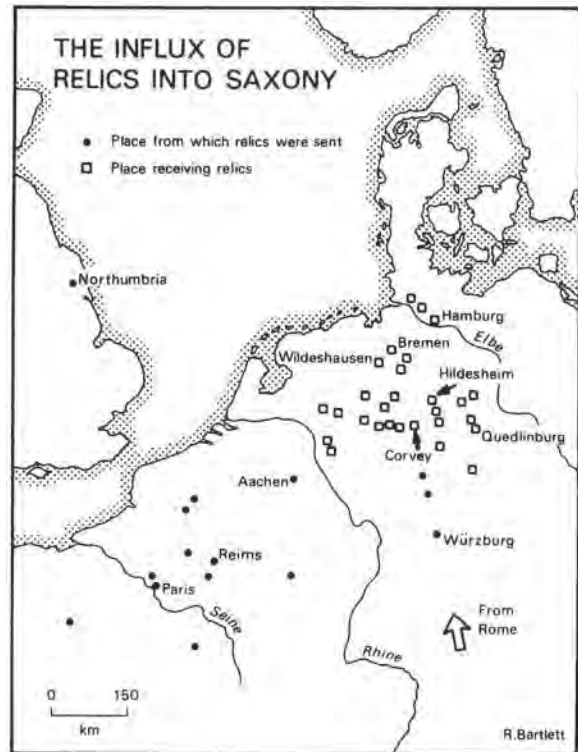 THE INFLUX OF
RELICS INTO SAXONY
Place from which relics were sent
Place receiving relics
Northumbria
Hamburg
Elbe
Bremen
Wildeshausen
Hildesheim
Quedlinburg
Corvey
Aachen
Würzburg
Reims
Paris
Seine
From
Rome
Rhine
0 150
km
R.Bartlett